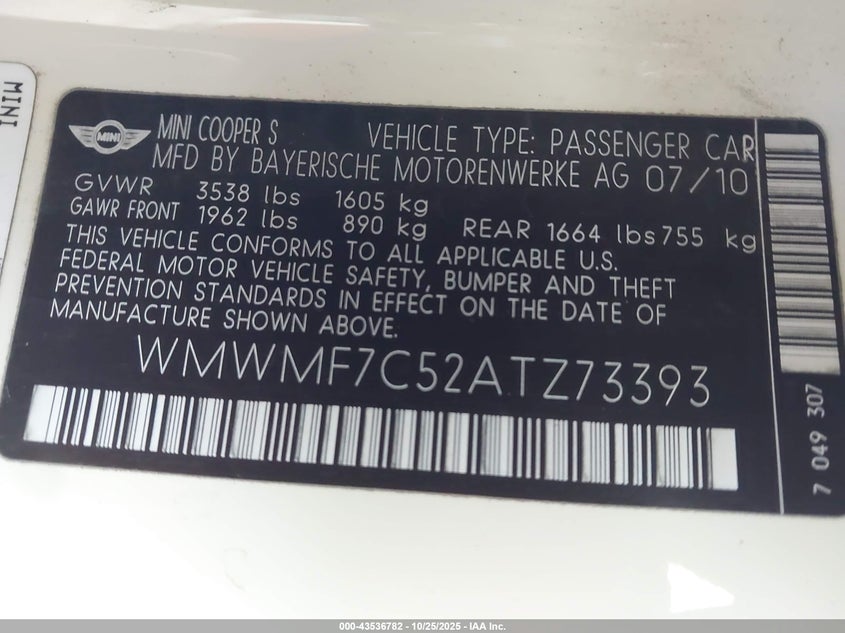 MINI
MINI
MINI COOPER S VEHICLE TYPE: PASSENGER CAR
MFD BY BAYERISCHE MOTORENWERKE AG 07/10
GVWR 3538 lbs 1605 kg
GAWR FRONT 1962 lbs 890 kg REAR 1664 lbs 755 kg
THIS VEHICLE CONFORMS TO ALL APPLICABLE U.S.
FEDERAL MOTOR VEHICLE SAFETY, BUMPER AND THEFT
PREVENTION STANDARDS IN EFFECT ON THE DATE OF
MANUFACTURE SHOWN ABOVE.
WMWMF7C52ATZ73393
7 049 307
000-43536782 - 10/25/2025 - IAA Inc.